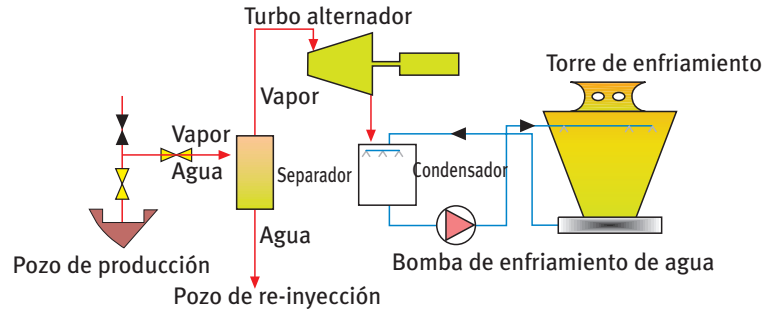 Turbo alternador
Torre de enfriamiento
Vapor
Vapor
Agua
Separador
Condensador
Agua
Pozo de producción
Bomba de enfriamiento de agua
Pozo de re-inyección